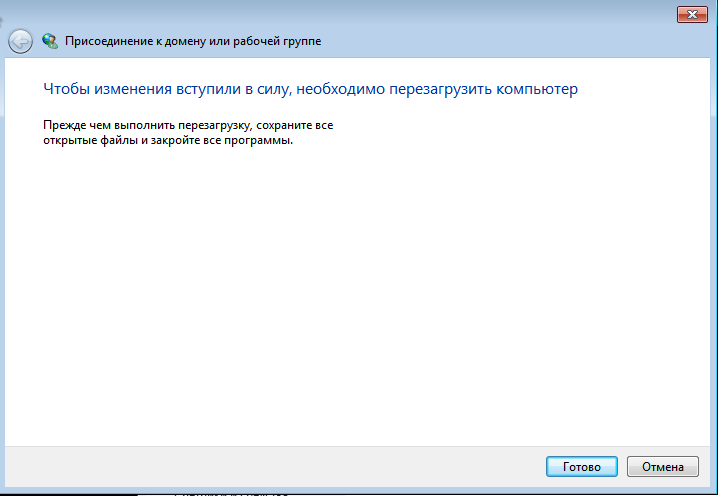 Присоединение к домену или рабочей группе
Чтобы изменения вступили в силу, необходимо перезагрузить компьютер
Прежде чем выполнить перезагрузку, сохраните все
открытые файлы и закройте все программы.
Готово
Отмена